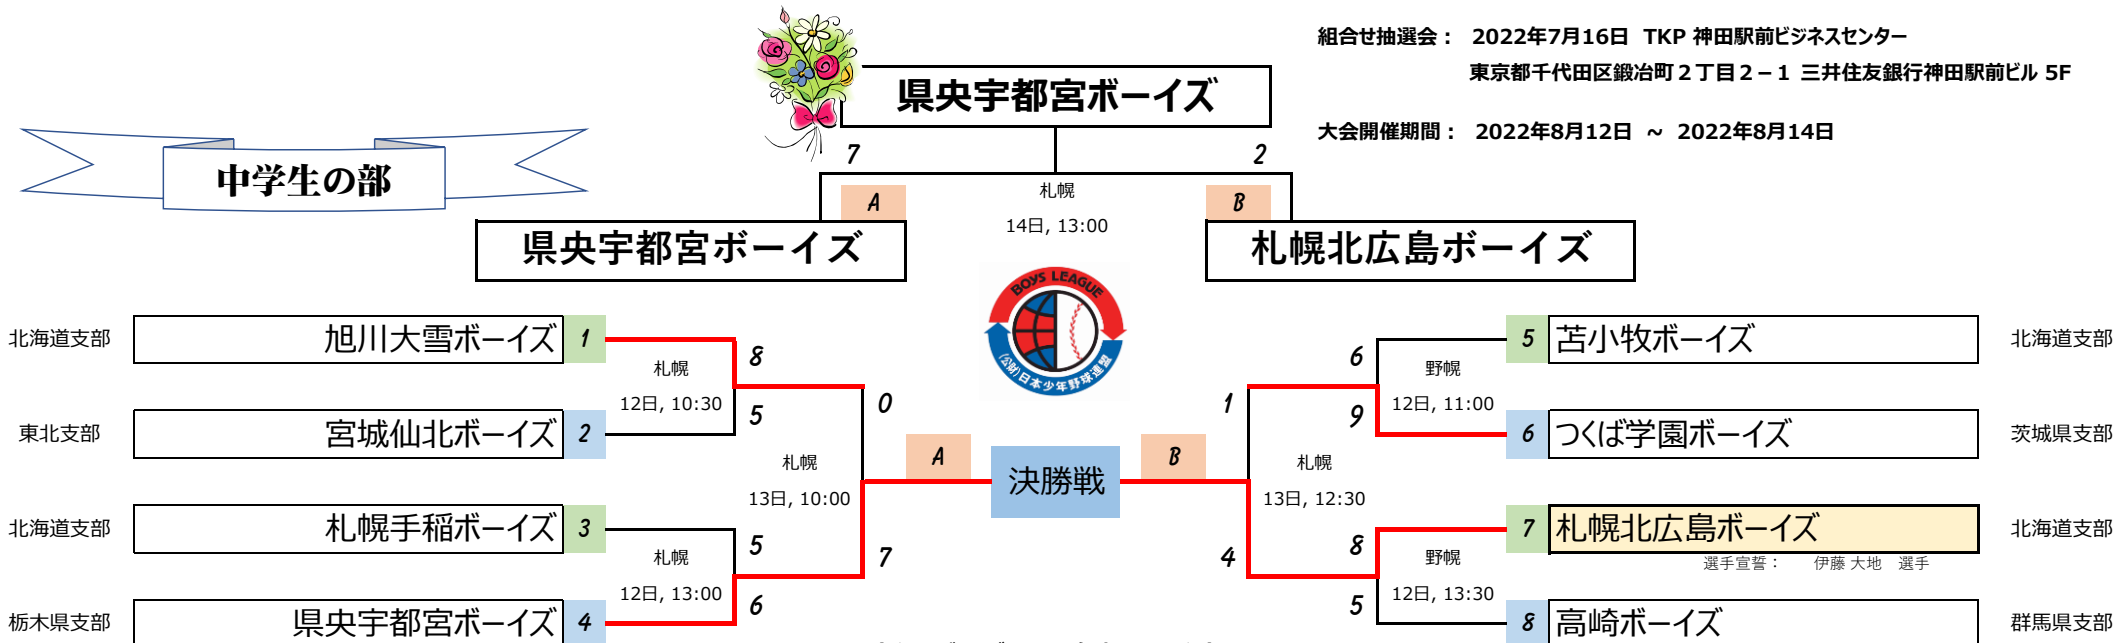 組合せ抽選会： 2022年7月16日 TKP 神田駅前ビジネスセンター
東京都千代田区鍛冶町２丁目２－１ 三井住友銀行神田駅前ビル 5F
大会開催期間： 2022年8月12日 ～ 2022年8月14日
中学生の部
県央宇都宮ボーイズ
7
2
札幌
14日, 13:00
A
B
県央宇都宮ボーイズ
札幌北広島ボーイズ
BOYS LEAGUE
(公財)日本少年野球連盟
北海道支部
旭川大雪ボーイズ
1
8
札幌
12日, 10:30
東北支部
宮城仙北ボーイズ
2
5
0
札幌
13日, 10:00
A
北海道支部
札幌手稲ボーイズ
3
5
7
札幌
12日, 13:00
栃木県支部
県央宇都宮ボーイズ
4
6
決勝戦
6
5
苫小牧ボーイズ
北海道支部
野幌
12日, 11:00
1
9
6
つくば学園ボーイズ
茨城県支部
B
札幌
13日, 12:30
4
8
7
札幌北広島ボーイズ
北海道支部
選手宣誓： 伊藤 大地 選手
野幌
12日, 13:30
5
8
高崎ボーイズ
群馬県支部